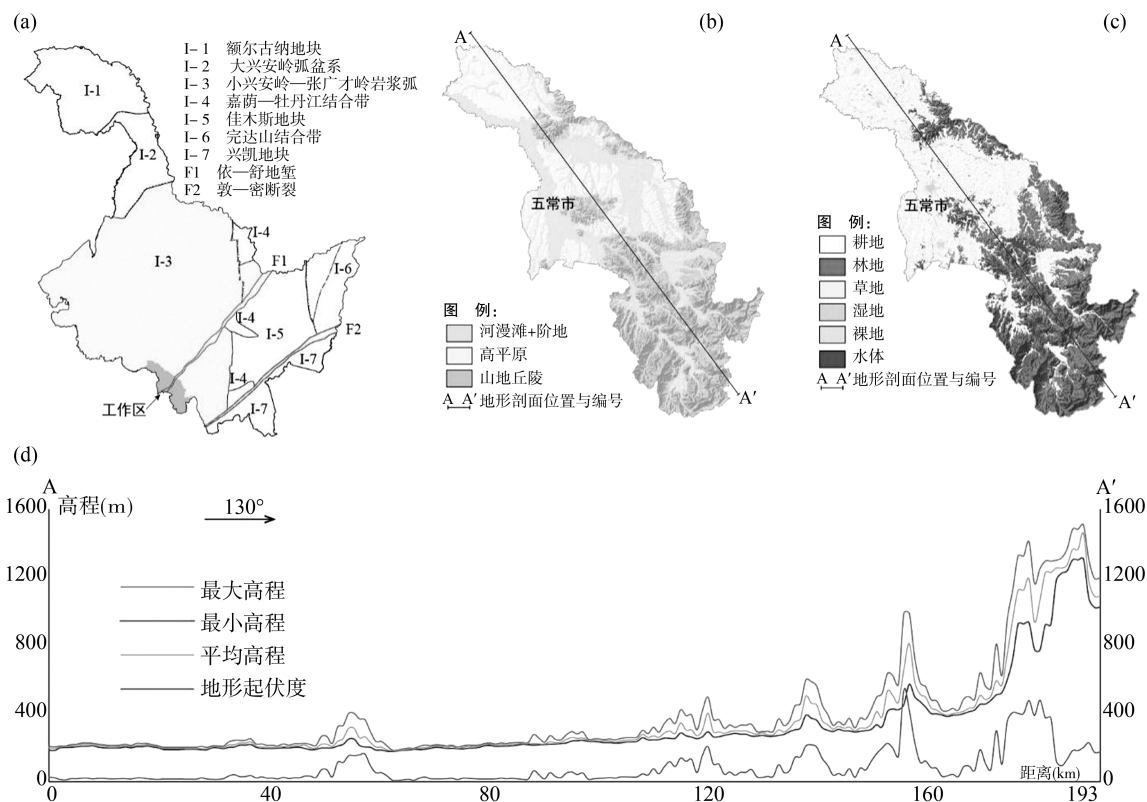 (a)
I-1 额尔古纳地块
I-2 大兴安岭弧盆系
I-3 小兴安岭—张广才岭岩浆弧
I-4 嘉荫—牡丹江结合带
I-5 佳木斯地块
I-6 完达山结合带
I-7 兴凯地块
F1 依—舒地堑
F2 敦—密断裂
I-1
I-2
I-3
I-4
F1
I-6
I-4
I-5
F2
I-7
I-4
I-7
工作区
(b)
A
五常市
图 例:
河漫滩+阶地
高平原
山地丘陵
A A′ 地形剖面位置与编号
A′
(c)
A
五常市
图 例:
耕地
林地
草地
湿地
裸地
水体
A A′ 地形剖面位置与编号
A′
(d)
A
A′
1600 高程(m)
130°
1600
1200
1200
最大高程
最小高程
800
800
平均高程
地形起伏度
400
400
0
距离(km)
0
0 40 80 120 160 193